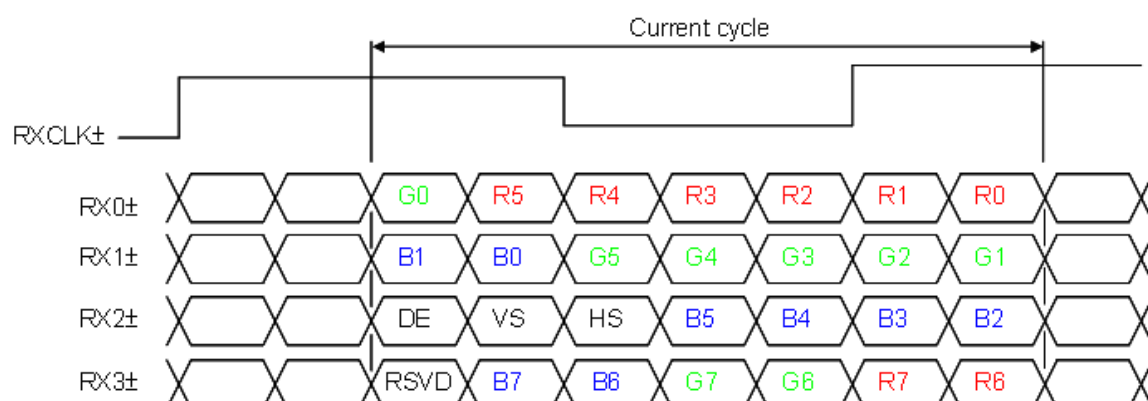 Current cycle
RXCLK±
RX0± G0 R5 R4 R3 R2 R1 R0
RX1± B1 B0 G5 G4 G3 G2 G1
RX2± DE VS HS B5 B4 B3 B2
RX3± RSVD B7 B6 G7 G6 R7 R6